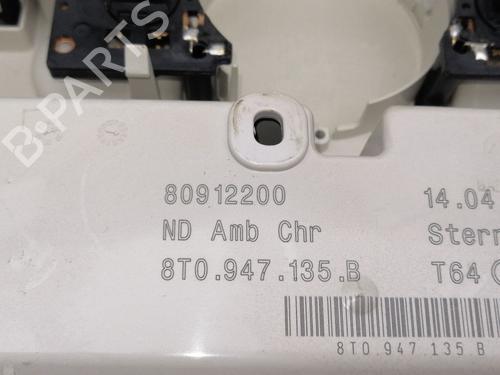 B-PARTS
80912200
14.04
ND Amb Chr
Stern
8T0.947.135.B
T64
8T0.947.135.B